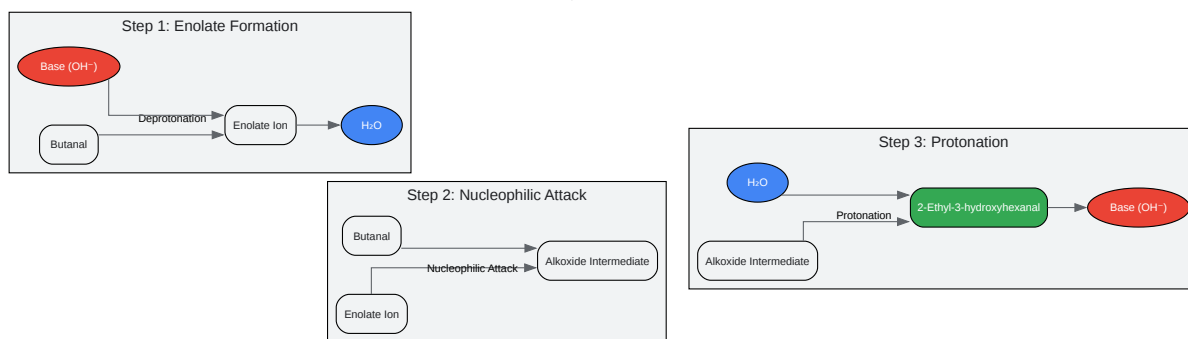 Step 1: Enolate Formation
Base (OH⁻)
Deprotonation
Enolate Ion
H₂O
Butanal
Step 2: Nucleophilic Attack
Butanal
Nucleophilic Attack
Alkoxide Intermediate
Enolate Ion
Step 3: Protonation
H₂O
2-Ethyl-3-hydroxyhexanal
Base (OH⁻)
Protonation
Alkoxide Intermediate